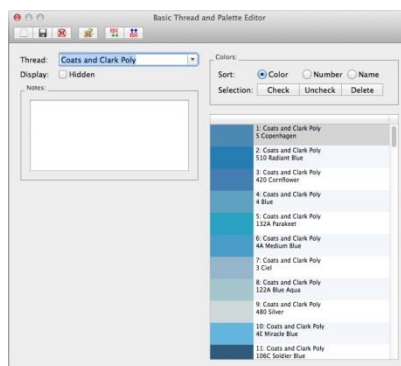 Basic Thread and Palette Editor
Thread: Coats and Clark Poly
Display: Hidden
Notes:
Colors:
Sort: Color Number Name
Selection: Check Uncheck Delete
1: Coats and Clark Poly
5 Copenhagen
2: Coats and Clark Poly
510 Radiant Blue
3: Coats and Clark Poly
420 Cornflower
4: Coats and Clark Poly
4 Blue
5: Coats and Clark Poly
132A Parakeet
6: Coats and Clark Poly
4A Medium Blue
7: Coats and Clark Poly
3 Ciel
8: Coats and Clark Poly
122A Blue Aqua
9: Coats and Clark Poly
480 Silver
10: Coats and Clark Poly
4E Miracle Blue
11: Coats and Clark Poly
106C Soldier Blue